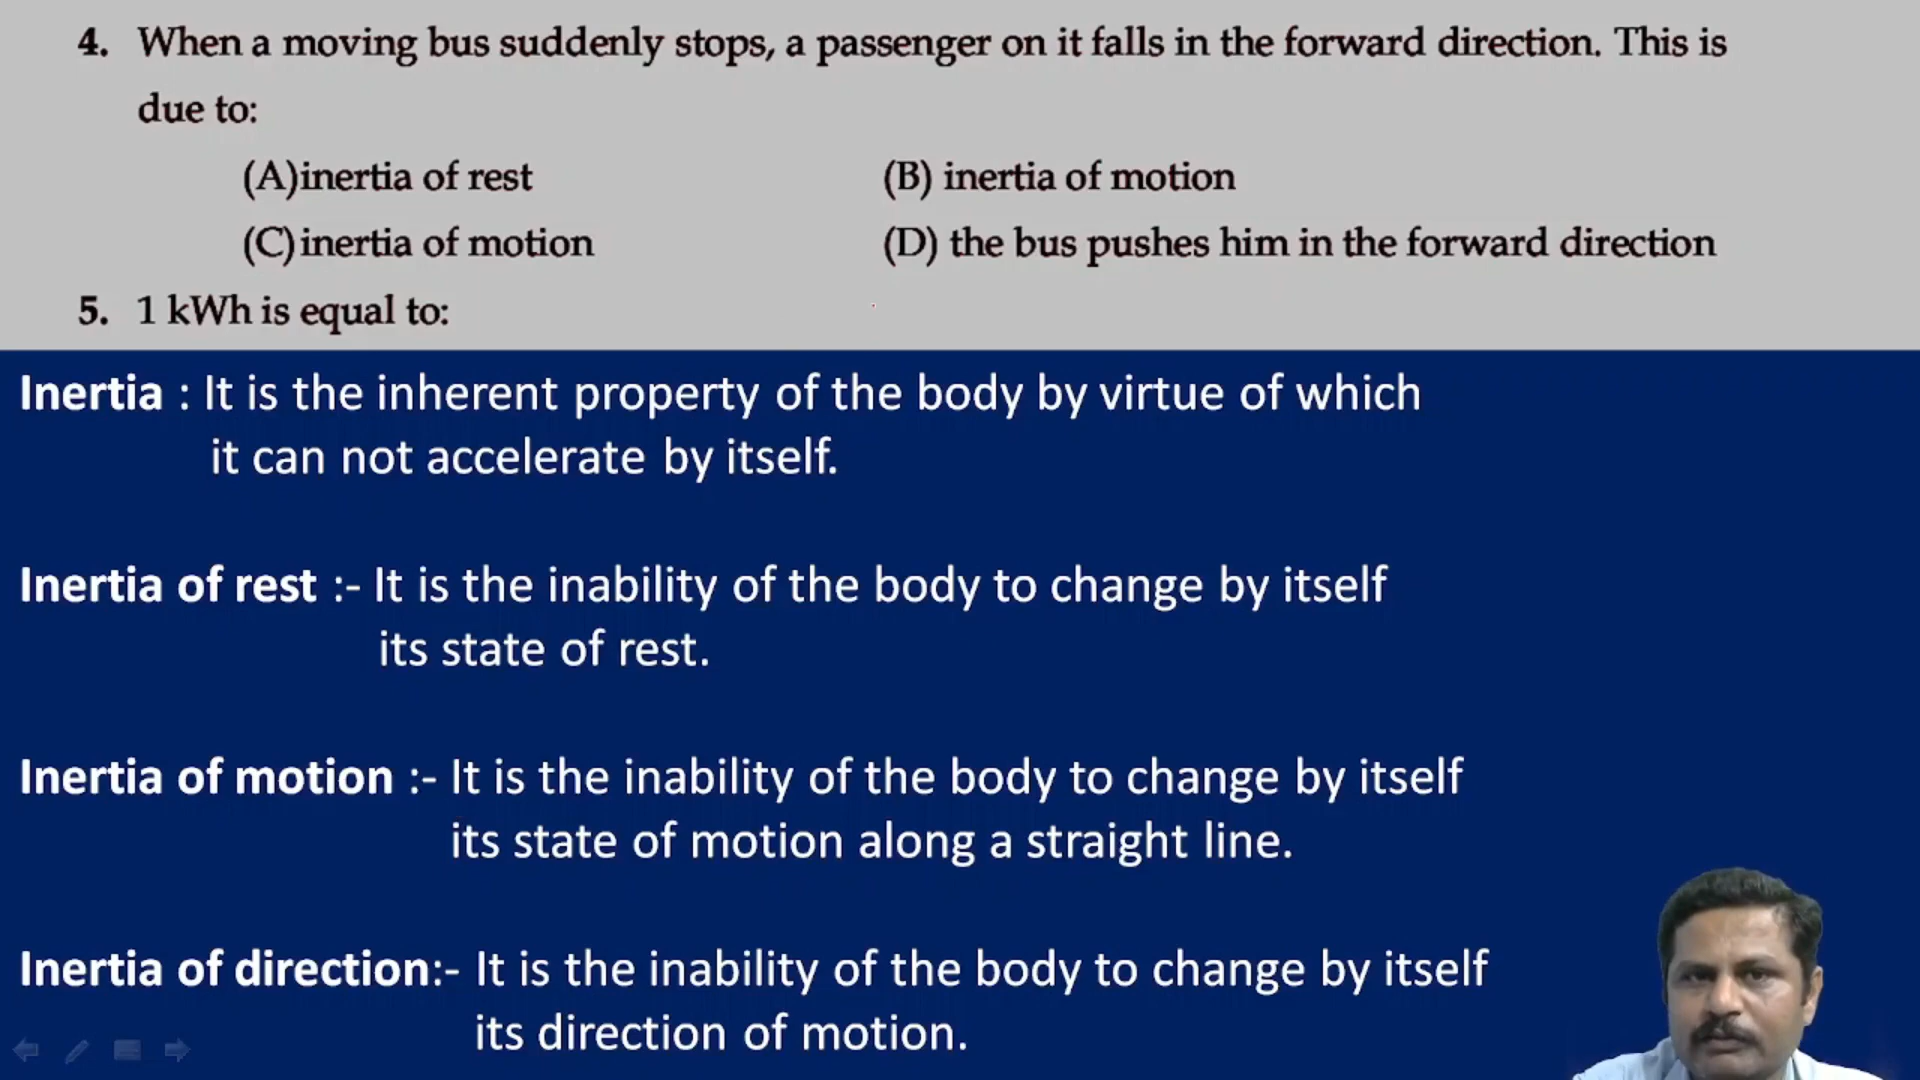 4. When a moving bus suddenly stops, a passenger on it falls in the forward direction. This is
due to:
(A)inertia of rest (B) inertia of motion
(C)inertia of motion (D) the bus pushes him in the forward direction
5. 1 kWh is equal to:
Inertia : It is the inherent property of the body by virtue of which
it can not accelerate by itself.
Inertia of rest :- It is the inability of the body to change by itself
its state of rest.
Inertia of motion :- It is the inability of the body to change by itself
its state of motion along a straight line.
Inertia of direction:- It is the inability of the body to change by itself
its direction of motion.